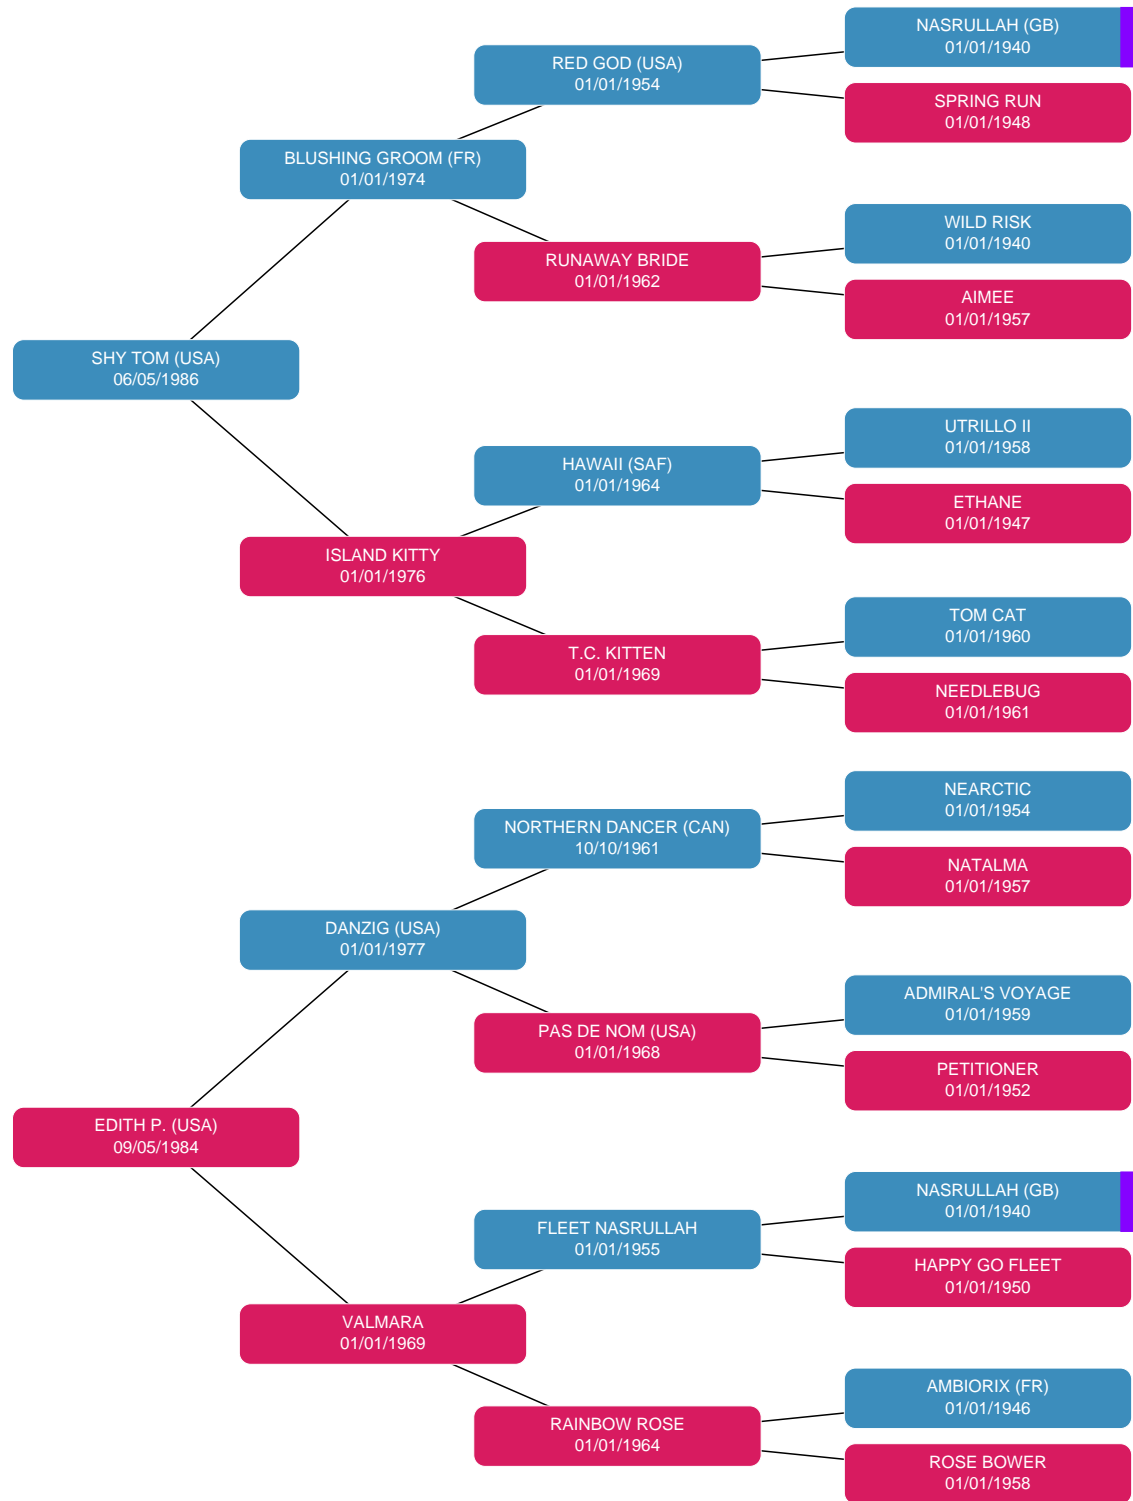 NASRULLAH (GB)
01/01/1940
RED GOD (USA)
01/01/1954
SPRING RUN
01/01/1948
BLUSHING GROOM (FR)
01/01/1974
WILD RISK
01/01/1940
RUNAWAY BRIDE
01/01/1962
AIMEE
01/01/1957
SHY TOM (USA)
06/05/1986
UTRILLO II
01/01/1958
HAWAII (SAF)
01/01/1964
ETHANE
01/01/1947
ISLAND KITTY
01/01/1976
TOM CAT
01/01/1960
T.C. KITTEN
01/01/1969
NEEDLEBUG
01/01/1961
NEARCTIC
01/01/1954
NORTHERN DANCER (CAN)
10/10/1961
NATALMA
01/01/1957
DANZIG (USA)
01/01/1977
ADMIRAL'S VOYAGE
01/01/1959
PAS DE NOM (USA)
01/01/1968
PETITIONER
01/01/1952
EDITH P. (USA)
09/05/1984
NASRULLAH (GB)
01/01/1940
FLEET NASRULLAH
01/01/1955
HAPPY GO FLEET
01/01/1950
VALMARA
01/01/1969
AMBIORIX (FR)
01/01/1946
RAINBOW ROSE
01/01/1964
ROSE BOWER
01/01/1958